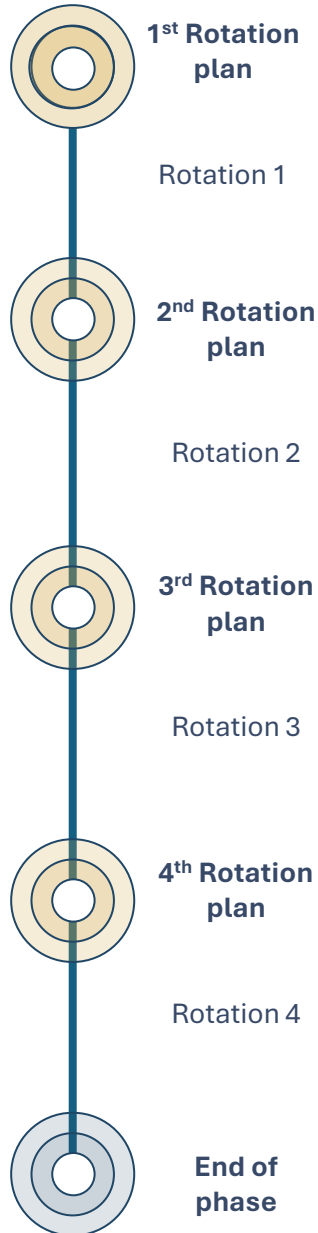 1st Rotation
plan
Rotation 1
2nd Rotation
plan
Rotation 2
3rd Rotation
plan
Rotation 3
4th Rotation
plan
Rotation 4
End of
phase